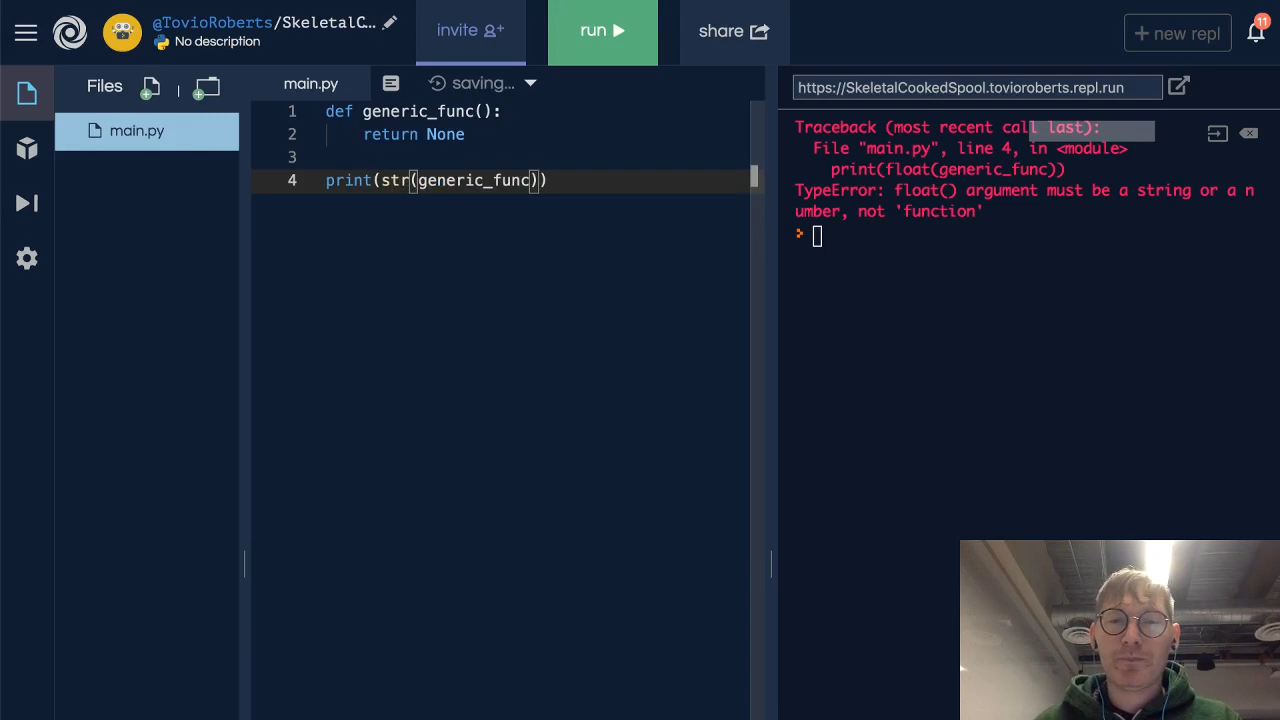 @TovioRoberts/SkeletalC...
No description
invite
run
share
+ new repl
11
Files
main.py
main.py
saving...
https://SkeletalCookedSpool.tovioroberts.repl.run
1 def generic_func():
2 return None
3
4 print(str(generic_func))
Traceback (most recent call last):
File "main.py", line 4, in <module>
print(float(generic_func))
TypeError: float() argument must be a string or a n
umber, not 'function'